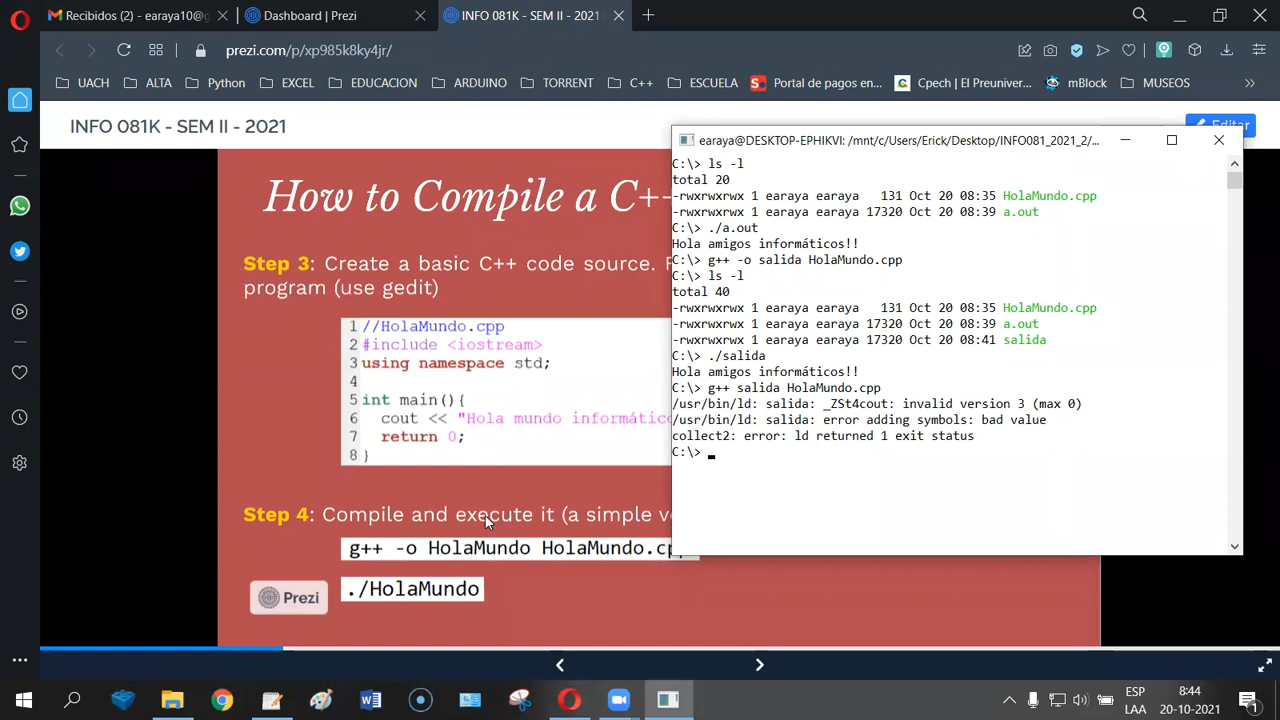 Recibidos (2) - earaya10@g
Dashboard | Prezi
INFO 081K - SEM II - 2021
prezi.com/p/xp985k8ky4jr/
UACH
ALTA
Python
EXCEL
EDUCACION
ARDUINO
TORRENT
C++
ESCUELA
Portal de pagos en...
Cpech | El Preuniver...
mBlock
MUSEOS
INFO 081K - SEM II - 2021
Editar
How to Compile a C++
Step 3: Create a basic C++ code source.
program (use gedit)
1 //HolaMundo.cpp
2 #include <iostream>
3 using namespace std;
4
5 int main(){
6 cout << "Hola mundo informátic
7 return 0;
8 }
Step 4: Compile and execute it (a simple
g++ -o HolaMundo HolaMundo.cpp
./HolaMundo
Prezi
earaya@DESKTOP-EPHIKVI: /mnt/c/Users/Erick/Desktop/INFO081_2021_2/...
C:\> ls -l
total 20
-rwxrwxrwx 1 earaya earaya 131 Oct 20 08:35 HolaMundo.cpp
-rwxrwxrwx 1 earaya earaya 17320 Oct 20 08:39 a.out
C:\> ./a.out
Hola amigos informáticos!!
C:\> g++ -o salida HolaMundo.cpp
C:\> ls -l
total 40
-rwxrwxrwx 1 earaya earaya 131 Oct 20 08:35 HolaMundo.cpp
-rwxrwxrwx 1 earaya earaya 17320 Oct 20 08:39 a.out
-rwxrwxrwx 1 earaya earaya 17320 Oct 20 08:41 salida
C:\> ./salida
Hola amigos informáticos!!
C:\> g++ salida HolaMundo.cpp
/usr/bin/ld: salida: _ZSt4cout: invalid version 3 (max 0)
/usr/bin/ld: salida: error adding symbols: bad value
collect2: error: ld returned 1 exit status
C:\>
ESP
LAA
8:44
20-10-2021
1